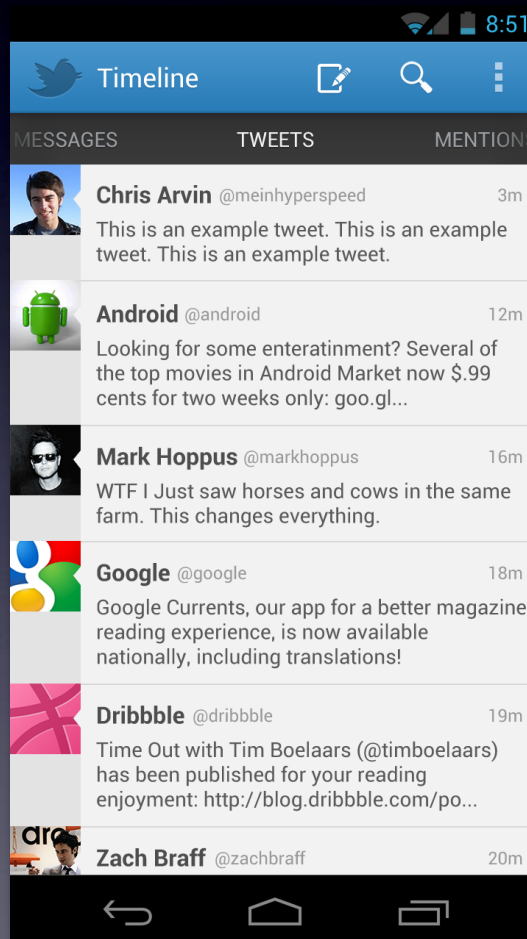 8:51
Timeline
MESSAGES TWEETS MENTION
Chris Arvin @meinhyperspeed 3m
This is an example tweet. This is an example
tweet. This is an example tweet.
Android @android 12m
Looking for some enteratinment? Several of
the top movies in Android Market now $.99
cents for two weeks only: goo.gl...
Mark Hoppus @markhoppus 16m
WTF I Just saw horses and cows in the same
farm. This changes everything.
Google @google 18m
Google Currents, our app for a better magazine
reading experience, is now available
nationally, including translations!
Dribbble @dribbble 19m
Time Out with Tim Boelaars (@timboelaars)
has been published for your reading
enjoyment: http://blog.dribbble.com/po...
dro
Zach Braff @zachbraff 20m